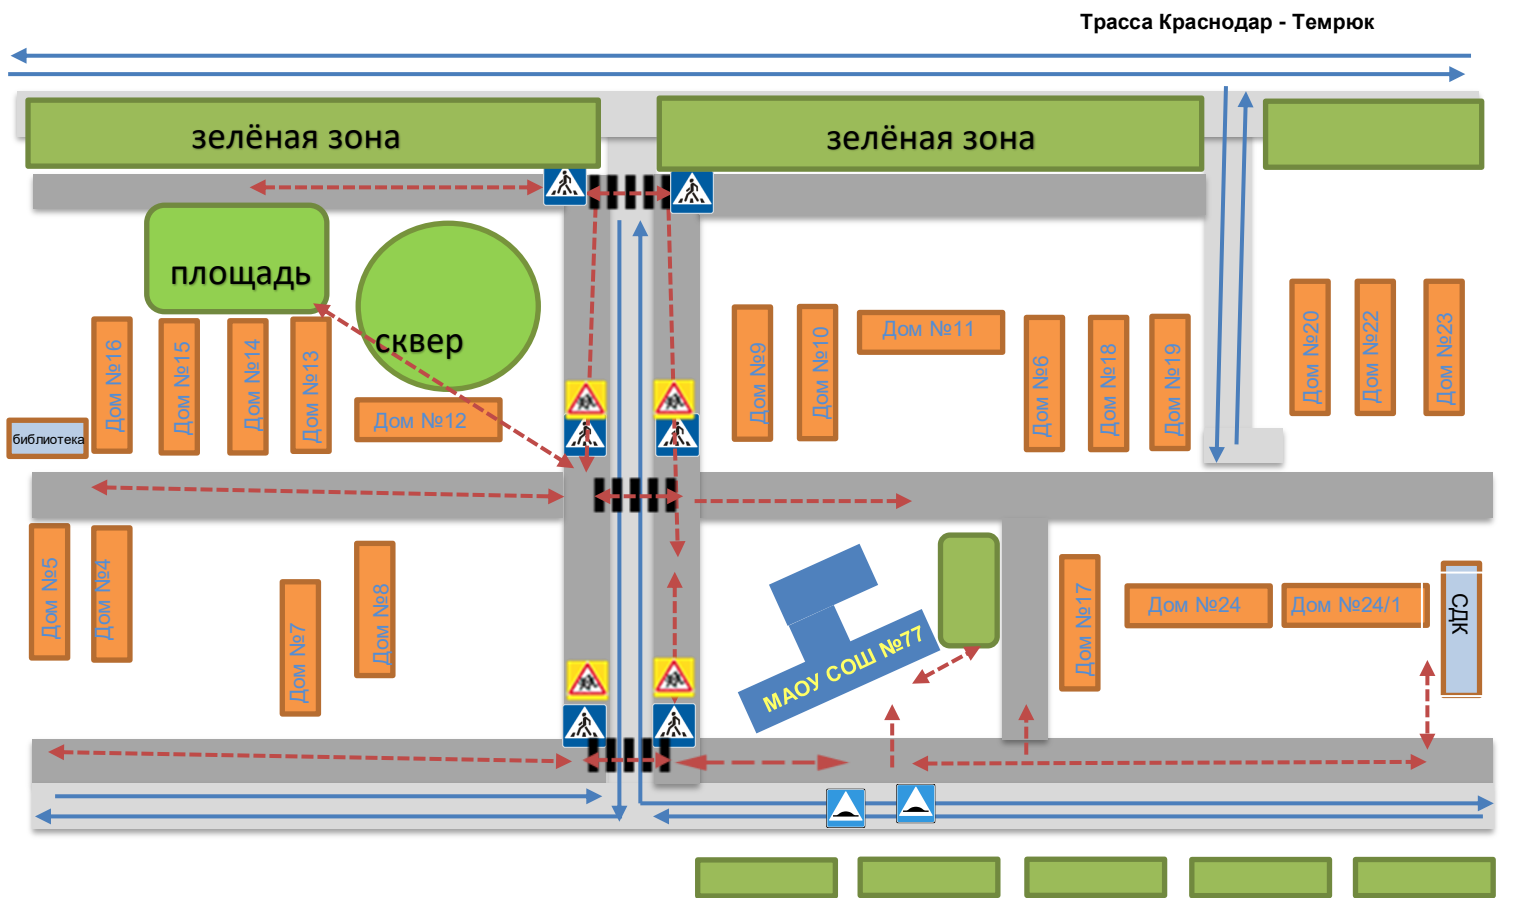 Трасса Краснодар - Темрюк
зелёная зона
зелёная зона
площадь
сквер
Дом №16
Дом №15
Дом №14
Дом №13
Дом №12
библиотека
Дом №9
Дом №10
Дом №11
Дом №6
Дом №18
Дом №19
Дом №20
Дом №22
Дом №23
Дом №5
Дом №4
Дом №7
Дом №8
МАОУ СОШ №77
Дом №17
Дом №24
Дом №24/1
СДК